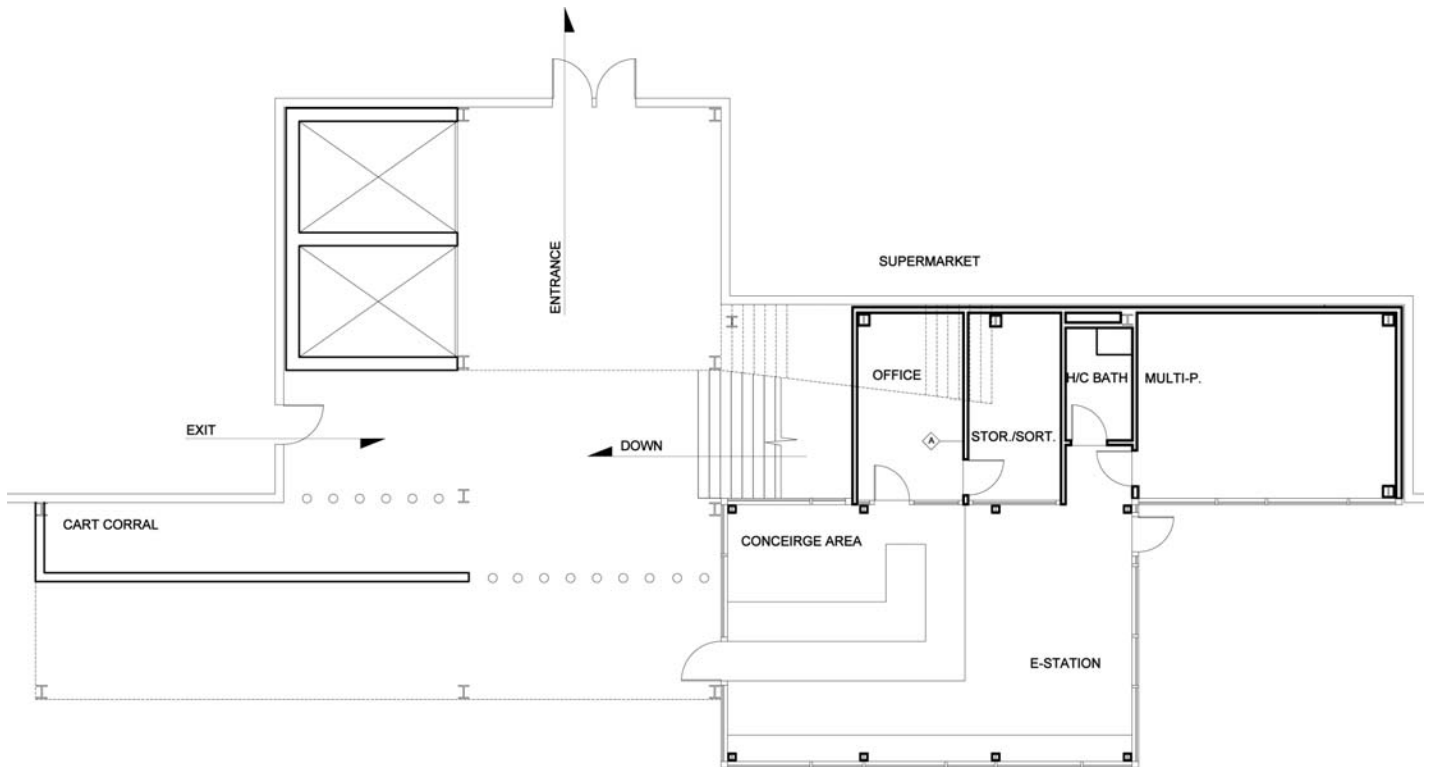 ENTRANCE
SUPERMARKET
OFFICE
H/C BATH
MULTI-P.
EXIT
DOWN
A
STOR./SORT.
CART CORRAL
CONCEIRGE AREA
E-STATION